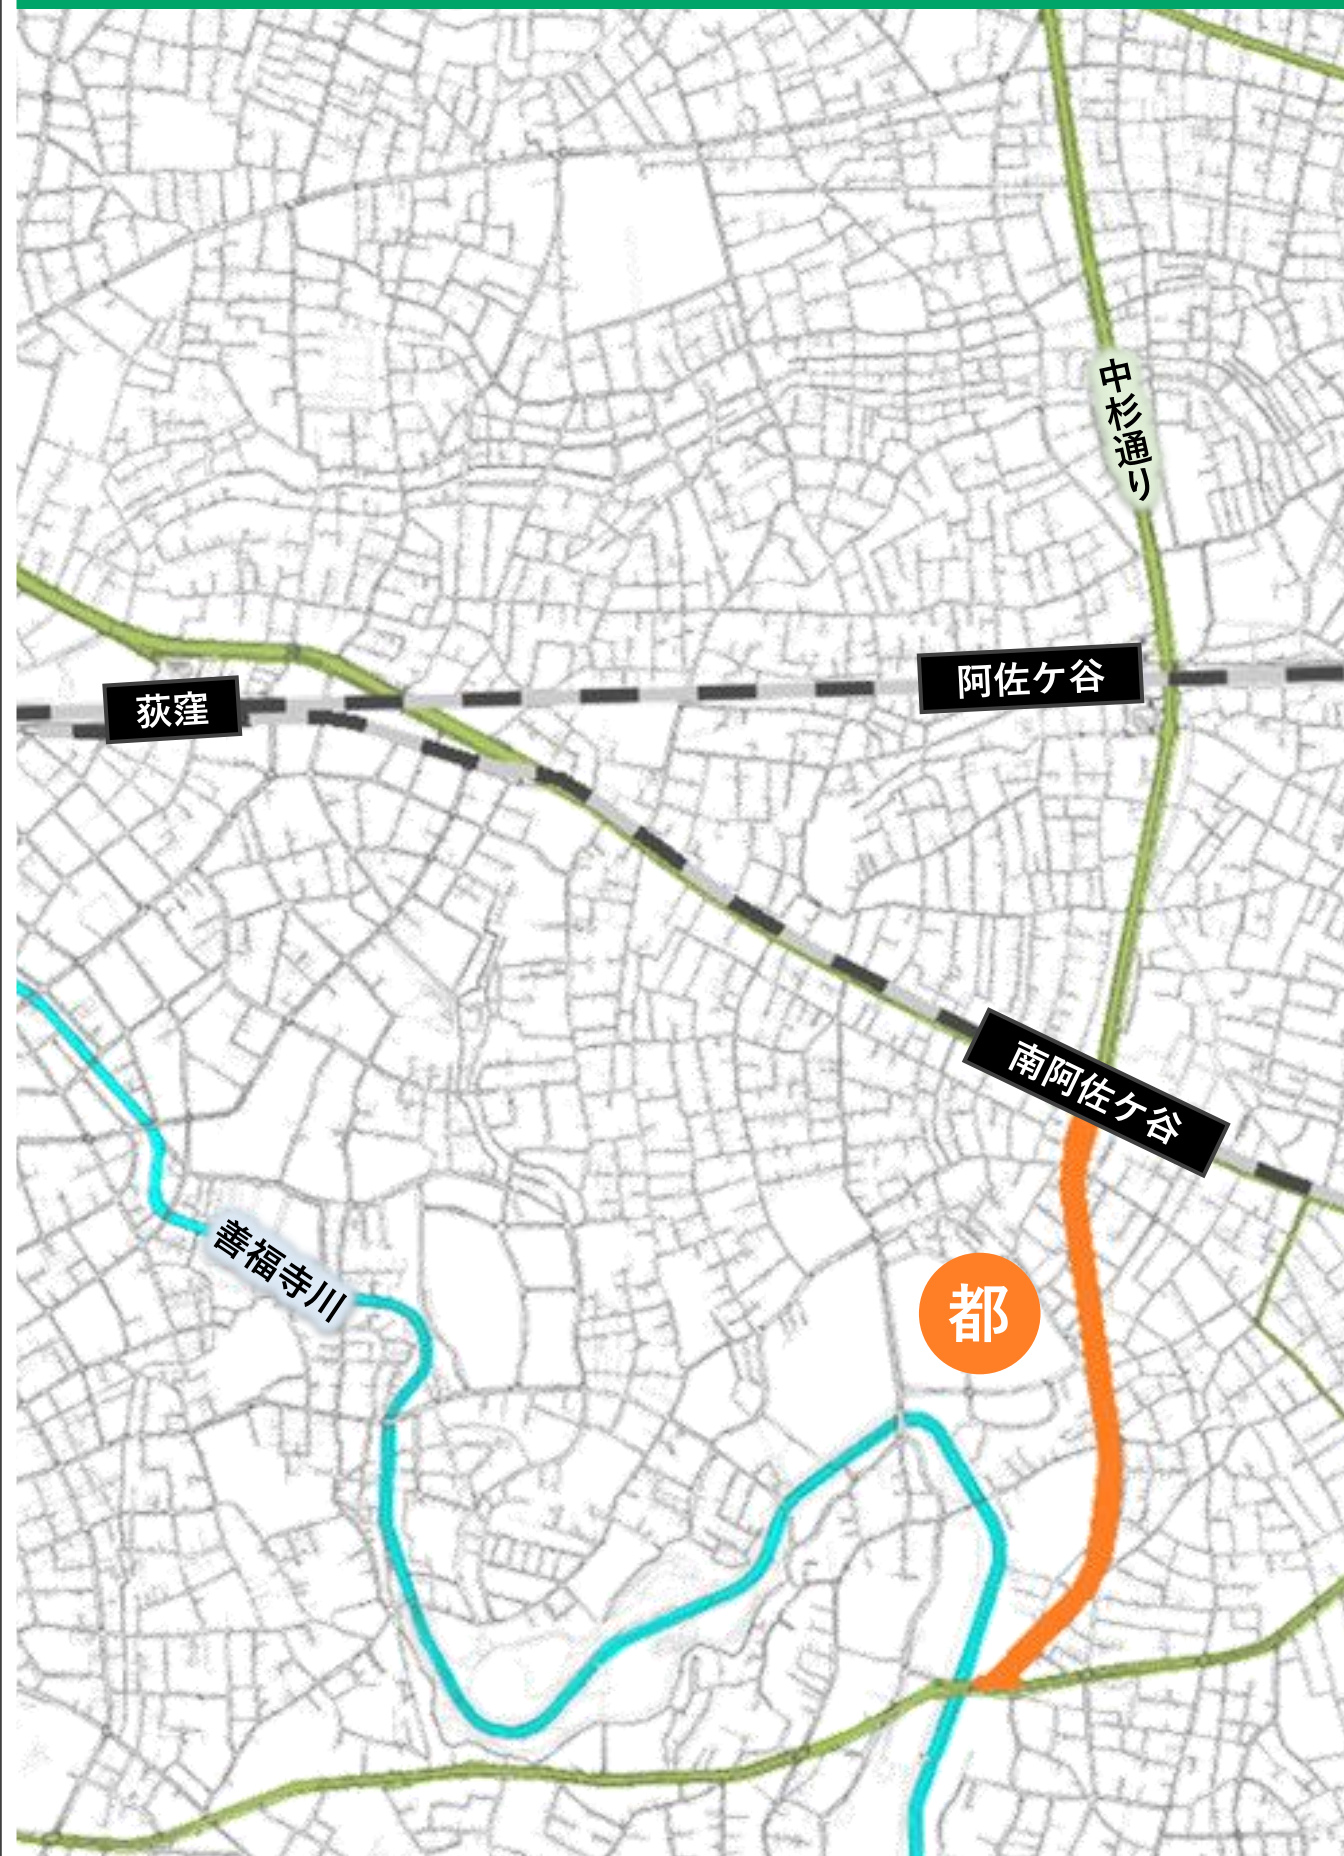 中杉通り
阿佐ケ谷
荻窪
南阿佐ケ谷
善福寺川
都